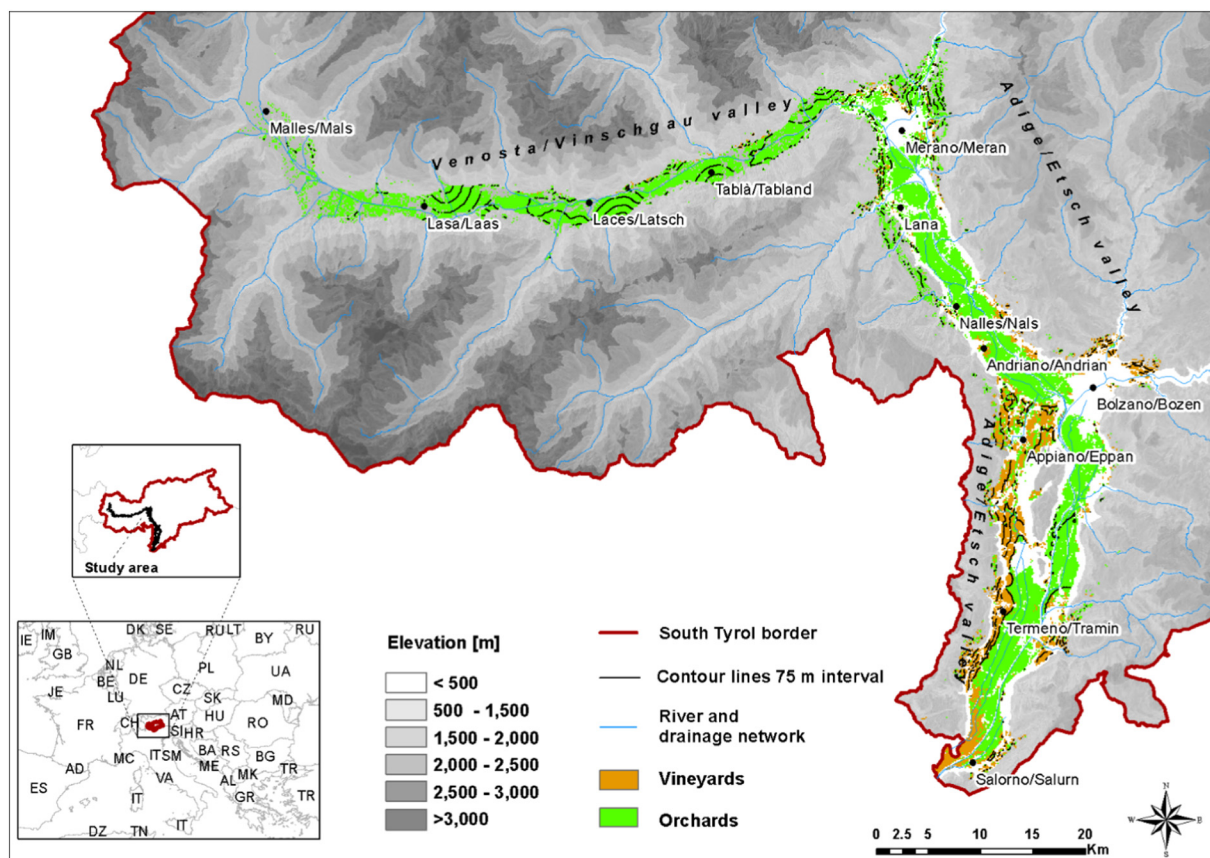 Malles/Mals
Venosta/Vinschgau valley
Adige/Etsch valley
Merano/Meran
Tablà/Tabland
Lasa/Laas
Laces/Latsch
Lana
Nalles/Nals
Andriano/Andrian
Bolzano/Bozen
Adige/Etsch valley
Appiano/Eppan
Termeno/Tramin
Salorno/Salurn
Study area
IE
IM
GB
DK
SE
RU
LT
BY
RU
NL
BE
DE
PL
UA
LU
CZ
SK
MD
JE
FR
CH
AT
HU
RO
SI
HR
BA
RS
BG
MC
IT
SM
ME
MK
TR
AD
ES
VA
AL
GR
TR
IT
DZ
TN
IT
Elevation [m]
< 500
500 - 1,500
1,500 - 2,000
2,000 - 2,500
2,500 - 3,000
>3,000
South Tyrol border
Contour lines 75 m interval
River and
drainage network
Vineyards
Orchards
0 2.5 5 10 15 20
Km
N
W
E
S